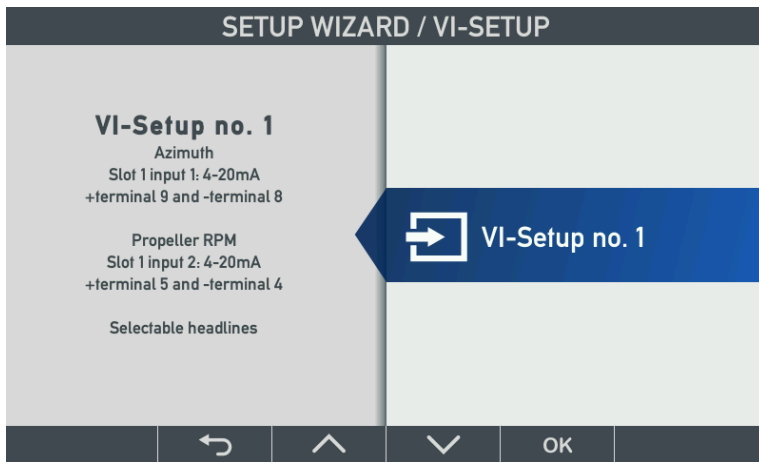 SETUP WIZARD / VI-SETUP
VI-Setup no. 1
Azimuth
Slot 1 input 1: 4-20mA
+terminal 9 and -terminal 8
Propeller RPM
Slot 1 input 2: 4-20mA
+terminal 5 and -terminal 4
Selectable headlines
VI-Setup no. 1
OK